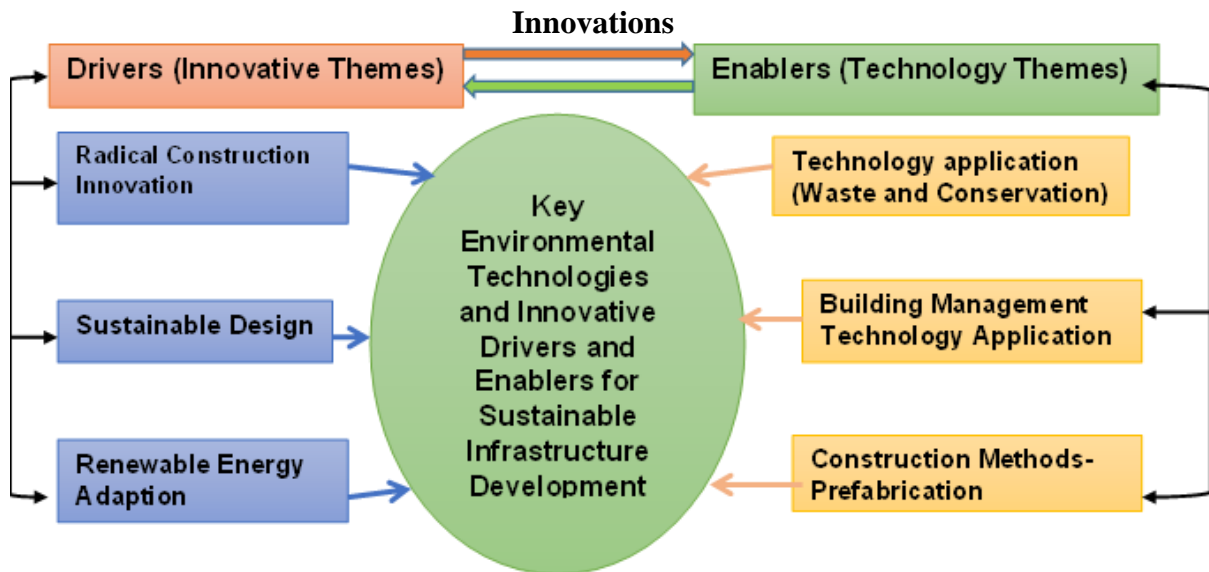 Innovations
Drivers (Innovative Themes)
Enablers (Technology Themes)
Radical Construction
Innovation
Sustainable Design
Renewable Energy
Adaption
Key
Environmental
Technologies
and Innovative
Drivers and
Enablers for
Sustainable
Infrastructure
Development
Technology application
(Waste and Conservation)
Building Management
Technology Application
Construction Methods-
Prefabrication